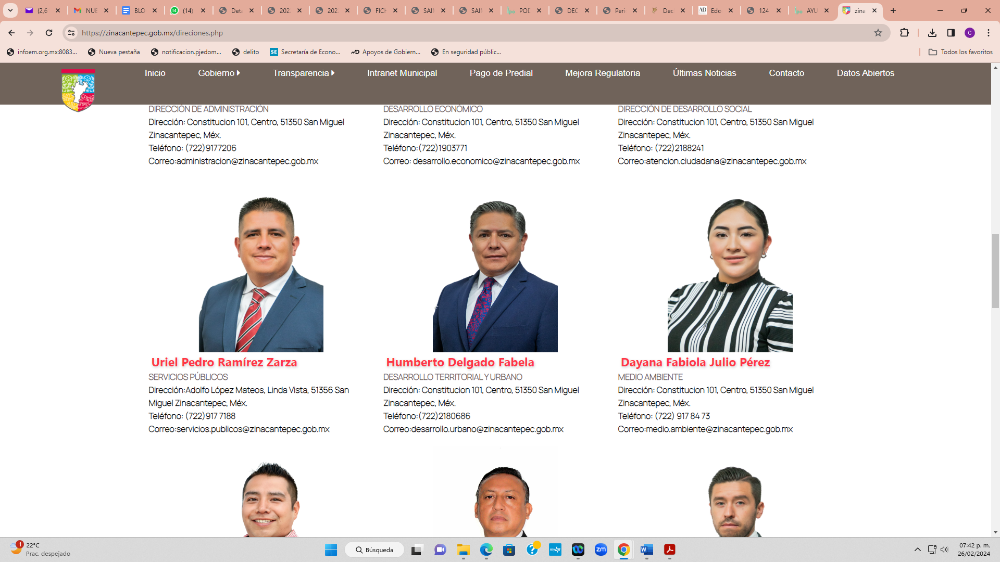 (2,6
NUE
BLO
(14)
Deta
202
202
FICH
SAIM
SAIM
POD
DEC
Peri
Dec
Edo
124
AYU
zina
https://zinacantepec.gob.mx/direciones.php
C
infoem.org.mx:8083...
Nueva pestaña
notificacion.pjedom...
delito
SE
Secretaría de Econo...
Apoyos de Gobiern...
En seguridad públic...
Todos los favoritos
Inicio
Gobierno
Transparencia
Intranet Municipal
Pago de Predial
Mejora Regulatoria
Últimas Noticias
Contacto
Datos Abiertos
DIRECCIÓN DE ADMINISTRACIÓN
Dirección: Constitucion 101, Centro, 51350 San Miguel
Zinacantepec, Méx.
Teléfono: (722)9177206
Correo:administracion@zinacantepec.gob.mx
DESARROLLO ECONÓMICO
Dirección: Constitucion 101, Centro, 51350 San Miguel
Zinacantepec, Méx.
Teléfono:(722)1903771
Correo: desarrollo.economico@zinacantepec.gob.mx
DIRECCIÓN DE DESARROLLO SOCIAL
Dirección: Constitucion 101, Centro, 51350 San Miguel
Zinacantepec, Méx.
Teléfono: (722)2188241
Correo:atencion.ciudadana@zinacantepec.gob.mx
Uriel Pedro Ramírez Zarza
SERVICIOS PÚBLICOS
Dirección:Adolfo López Mateos, Linda Vista, 51356 San
Miguel Zinacantepec, Méx.
Teléfono: (722)917 7188
Correo:servicios.publicos@zinacantepec.gob.mx
Humberto Delgado Fabela
DESARROLLO TERRITORIAL Y URBANO
Dirección: Constitucion 101, Centro, 51350 San Miguel
Zinacantepec, Méx.
Teléfono:(722)2180686
Correo:desarrollo.urbano@zinacantepec.gob.mx
Dayana Fabiola Julio Pérez
MEDIO AMBIENTE
Dirección: Constitucion 101, Centro, 51350 San Miguel
Zinacantepec, Méx.
Teléfono: (722) 917 84 73
Correo:medio.ambiente@zinacantepec.gob.mx
1
22°C
Prac. despejado
Búsqueda
myhp
zm
W
07:42 p. m.
26/02/2024